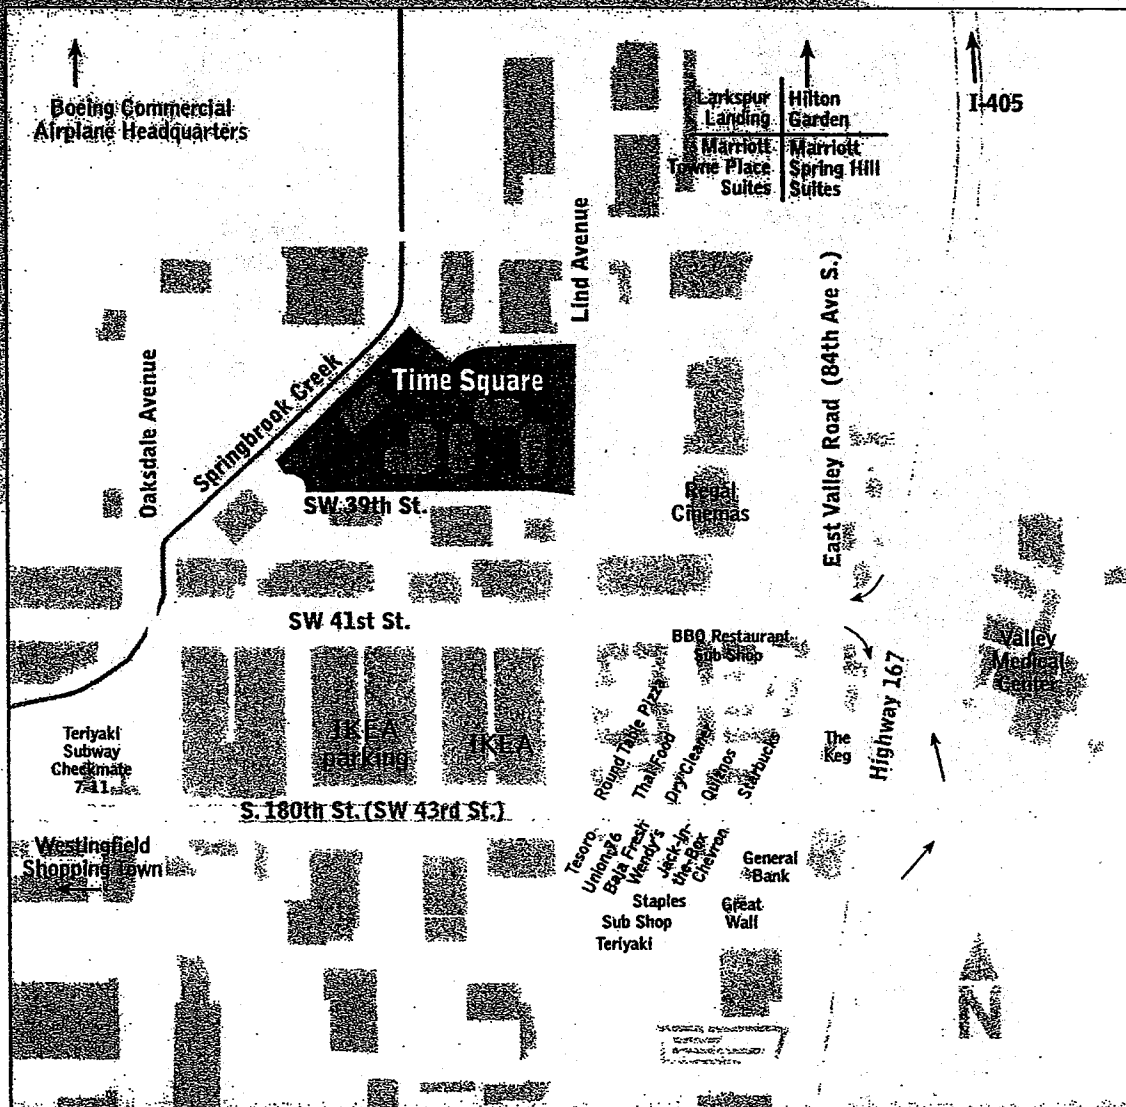 Boeing Commercial
Airplane Headquarters
Larkspur
Landing
Hilton
Garden
Marriott
Towne Place
Suites
Marriott
Spring Hill
Suites
I-405
Lind Avenue
East Valley Road (84th Ave S.)
Oaksdale Avenue
Springbrook Creek
Time Square
SW 39th St.
Regal
Cinemas
SW 41st St.
BBQ Restaurant
Sub Shop
Valley
Medical
Center
Highway 167
Teriyaki
Subway
Checkmate
7-11
IKEA
parking
IKEA
Round Table Pizza
Thai Food
Dry Cleaner
Quiznos
Starbucks
The
Keg
S. 180th St. (SW 43rd St.)
Westingfield
Shopping Town
Tesoro
Union 76
Baja Fresh
Wendy's
Jack-in-
the-Box
Chevron
General
Bank
Staples
Great
Wall
Sub Shop
Teriyaki
N